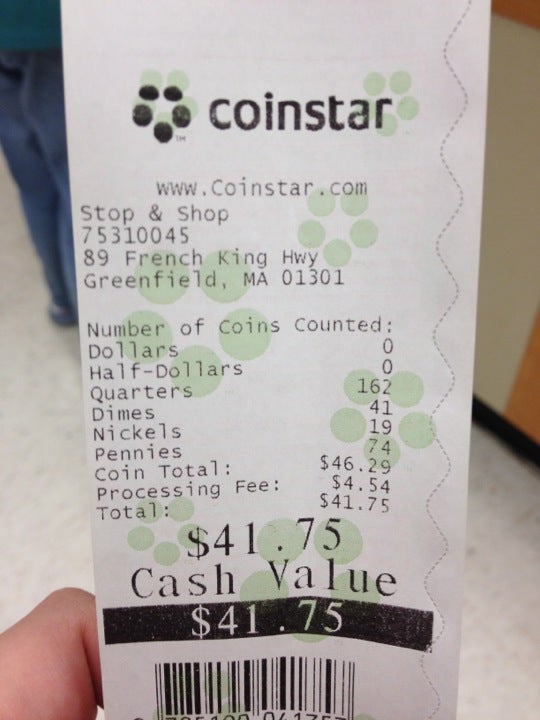 coinstar
TM
www.Coinstar.com
Stop & Shop
75310045
89 French King Hwy
Greenfield, MA 01301
Number of Coins Counted:
Dollars 0
Half-Dollars 0
Quarters 162
Dimes 41
Nickels 19
Pennies 74
Coin Total: $46.29
Processing Fee: $4.54
Total: $41.75
$41.75
Cash Value
$41.75